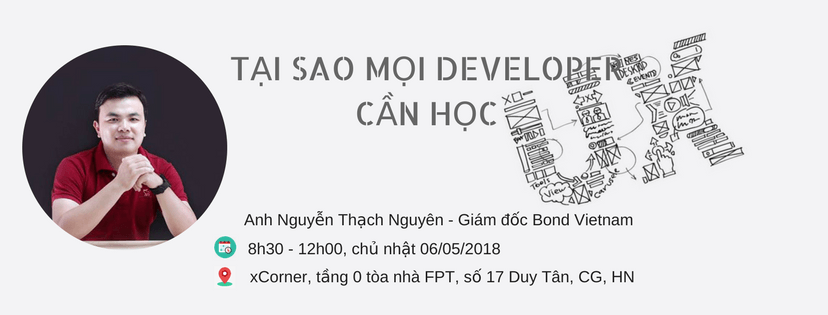 TẠI SAO MỌI DEVELOPER
CẦN HỌC UX
Anh Nguyễn Thạch Nguyên - Giám đốc Bond Vietnam
8h30 - 12h00, chủ nhật 06/05/2018
xCorner, tầng 0 tòa nhà FPT, số 17 Duy Tân, CG, HN